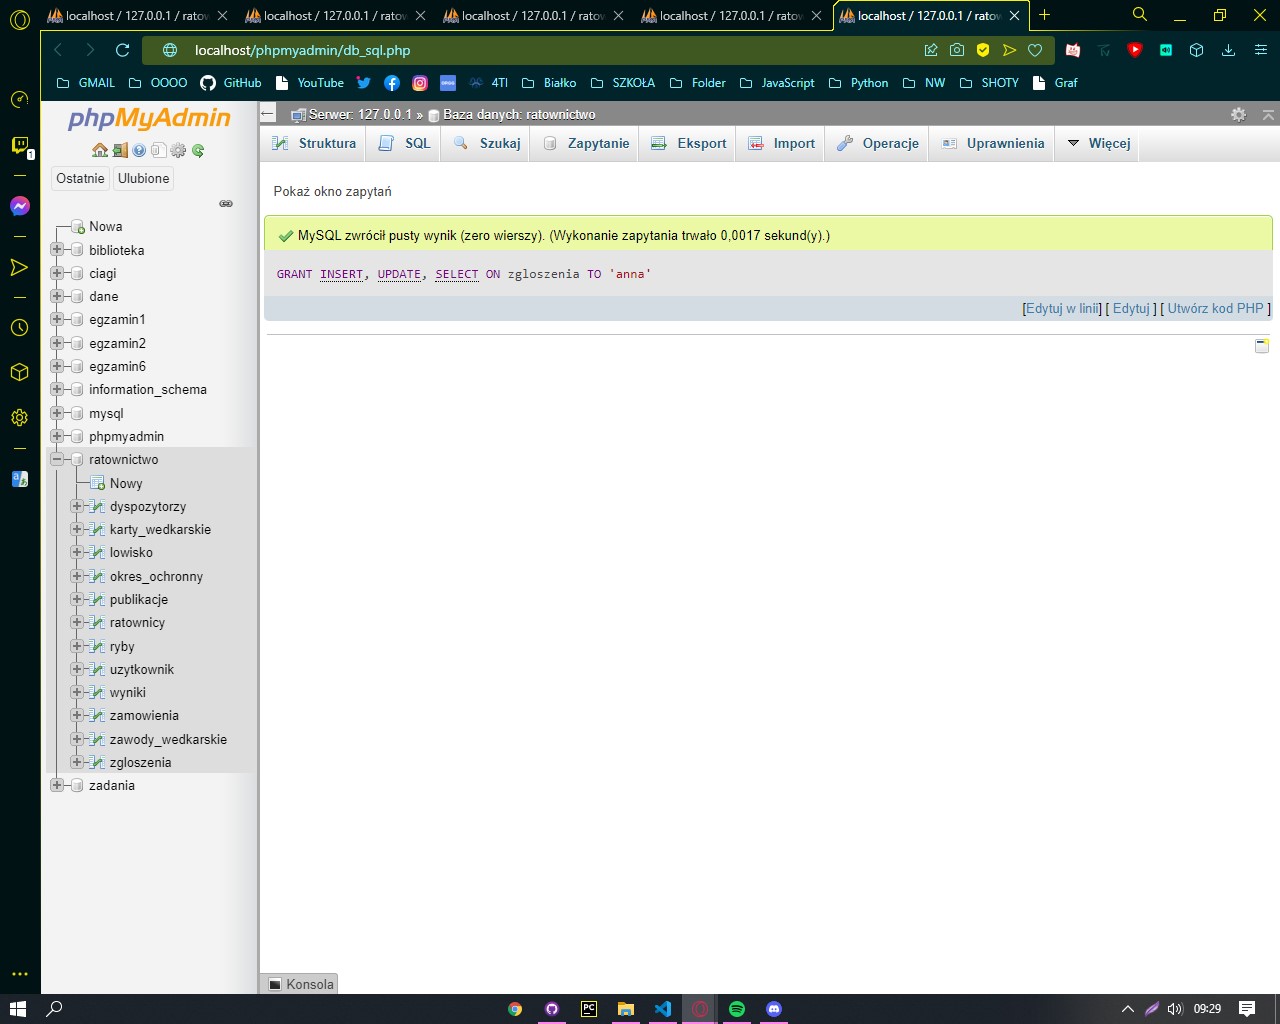 localhost / 127.0.0.1 / ratow
localhost / 127.0.0.1 / ratow
localhost / 127.0.0.1 / ratow
localhost / 127.0.0.1 / ratow
localhost / 127.0.0.1 / ratow
localhost/phpmyadmin/db_sql.php
GMAIL
OOOO
GitHub
YouTube
4TI
Białko
SZKOŁA
Folder
JavaScript
Python
NW
SHOTY
Graf
1
phpMyAdmin
Ostatnie
Ulubione
Nowa
biblioteka
ciagi
dane
egzamin1
egzamin2
egzamin6
information_schema
mysql
phpmyadmin
ratownictwo
Nowy
dyspozytorzy
karty_wedkarskie
lowisko
okres_ochronny
publikacje
ratownicy
ryby
uzytkownik
wyniki
zamowienia
zawody_wedkarskie
zgloszenia
zadania
Serwer: 127.0.0.1 » Baza danych: ratownictwo
Struktura
SQL
Szukaj
Zapytanie
Eksport
Import
Operacje
Uprawnienia
Więcej
Pokaż okno zapytań
MySQL zwrócił pusty wynik (zero wierszy). (Wykonanie zapytania trwało 0,0017 sekund(y).)
GRANT INSERT, UPDATE, SELECT ON zgloszenia TO 'anna'
[Edytuj w linii] [ Edytuj ] [ Utwórz kod PHP ]
Konsola
PC
09:29